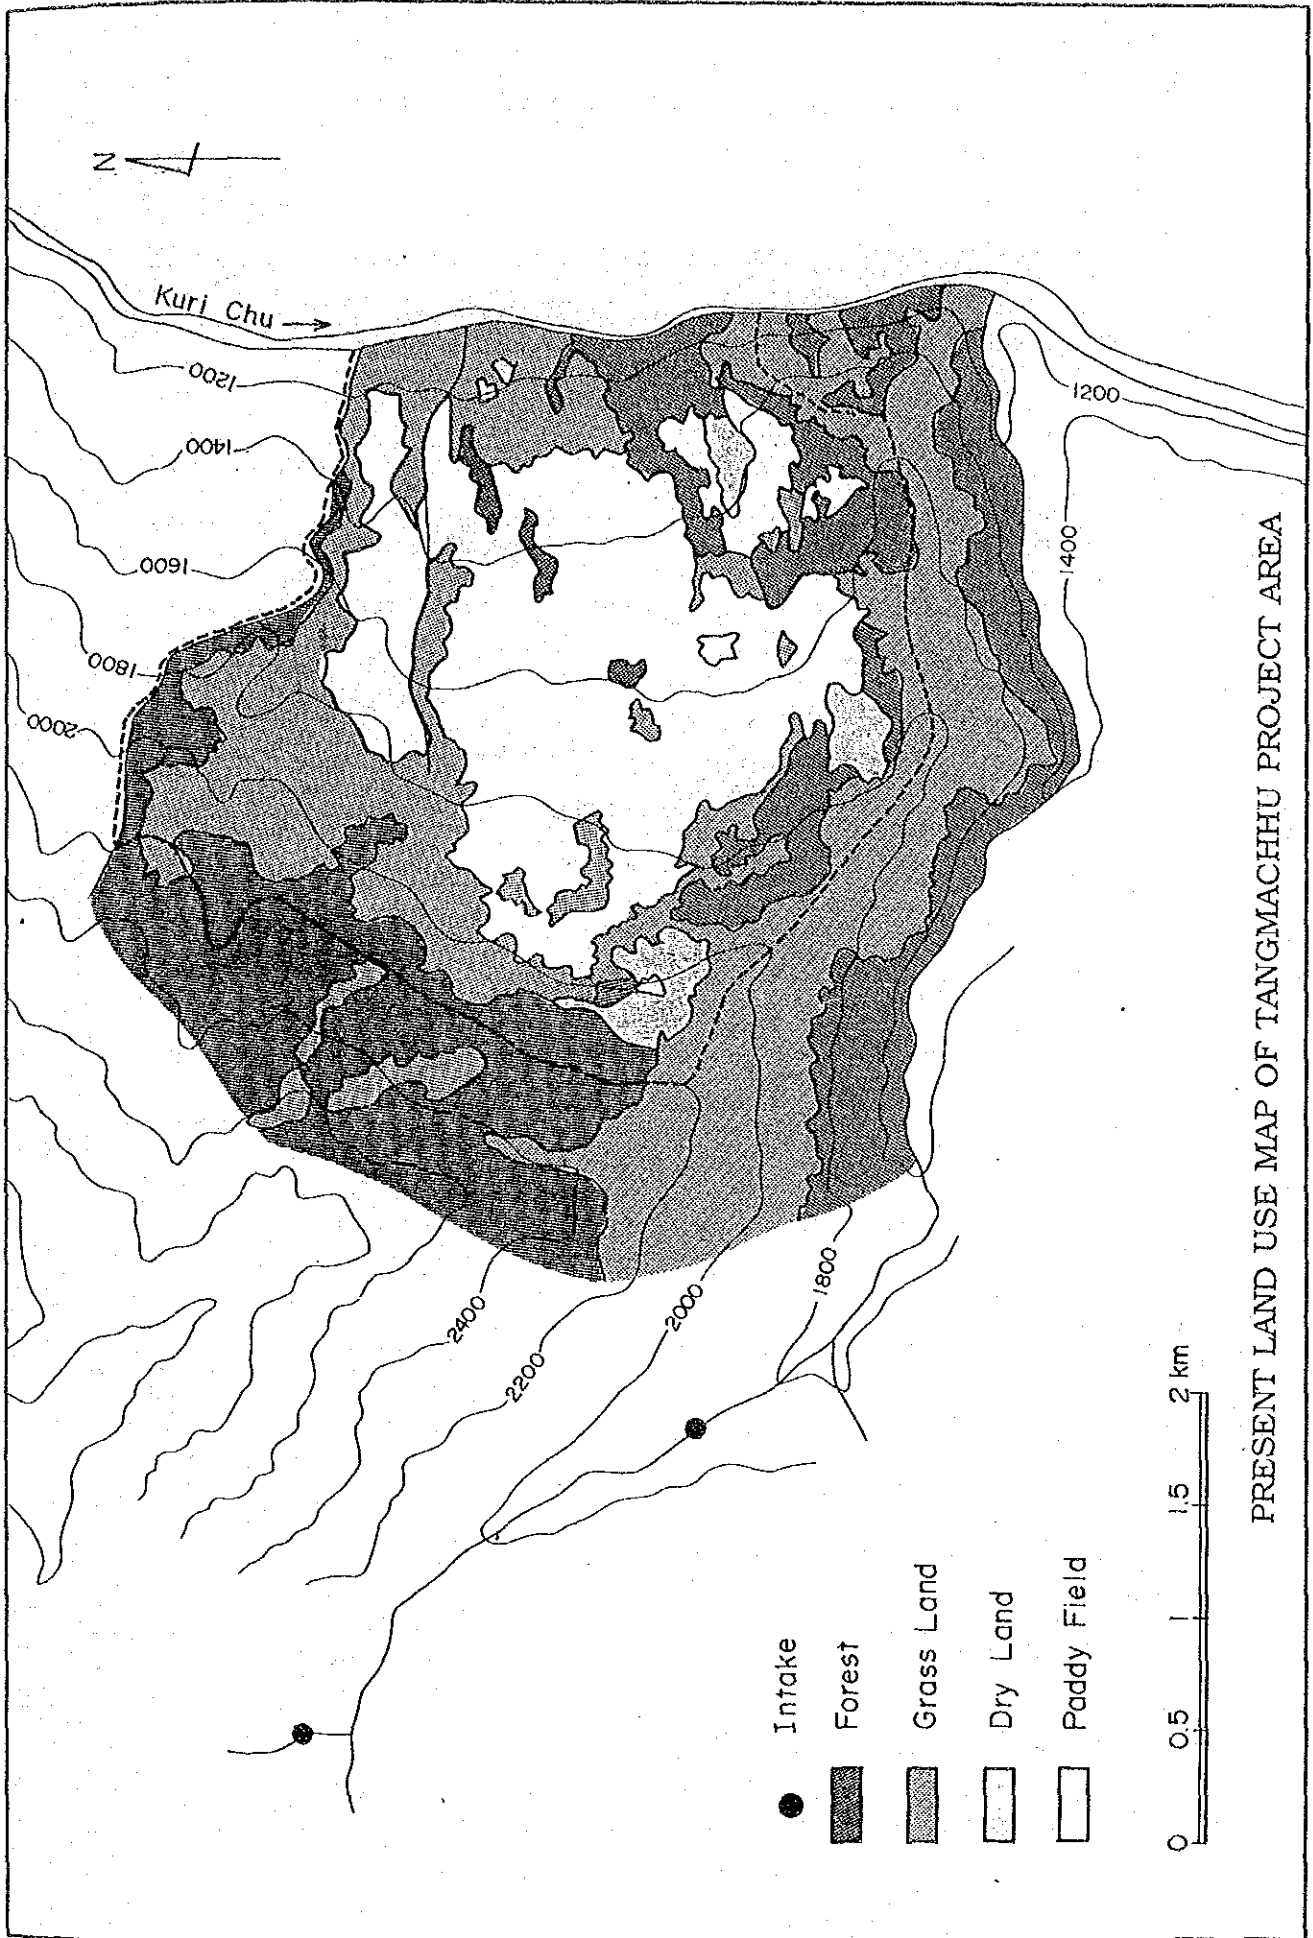 N
Kuri Chu
1200
1400
1600
1800
2000
1200
1400
2400
2200
2000
1800
Intake
Forest
Grass Land
Dry Land
Paddy Field
0 0.5 1 1.5 2 km
PRESENT LAND USE MAP OF TANGMACHHU PROJECT AREA